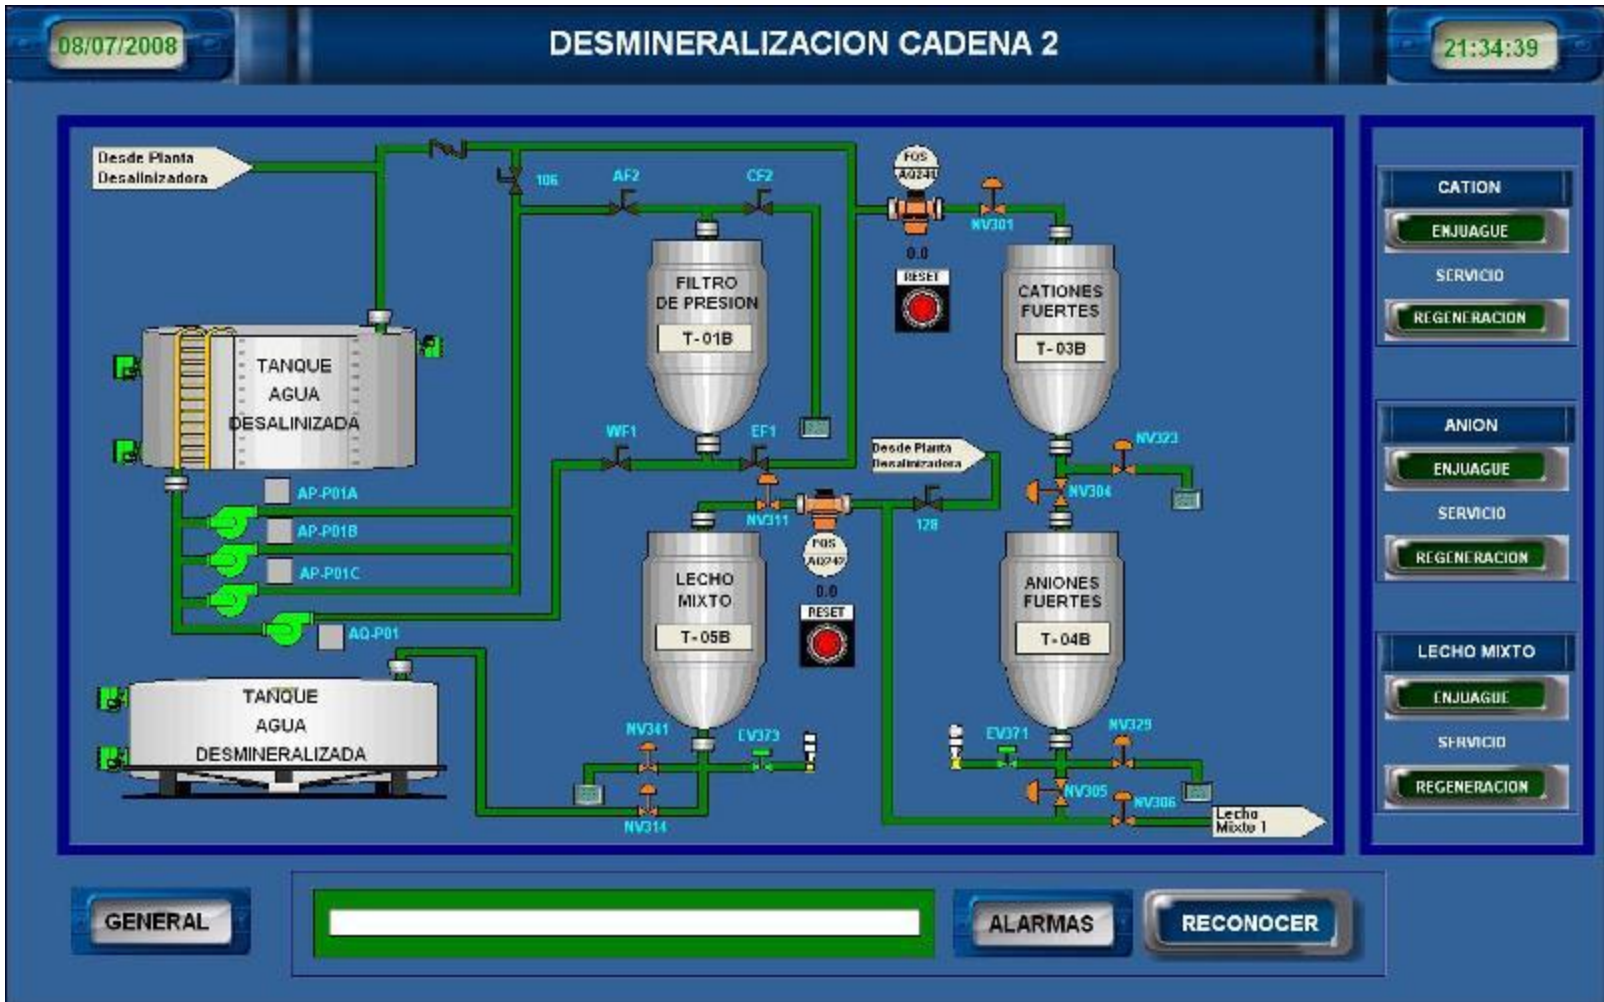 08/07/2008
DESMINERALIZACION CADENA 2
21:34:39
Desde Planta
Desalinizadora
106
AF2
CF2
FQS
AQ241
NV301
0.0
RESET
FILTRO
DE PRESION
T-01B
CATIONES
FUERTES
T-03B
TANQUE
AGUA
DESALINIZADA
WF1
EF1
Desde Planta
Desalinizadora
NV323
NV304
AP-P01A
AP-P01B
AP-P01C
AQ-P01
NV311
128
FQS
AQ242
0.0
RESET
LECHO
MIXTO
T-05B
ANIONES
FUERTES
T-04B
TANQUE
AGUA
DESMINERALIZADA
NV341
EV373
EV371
NV329
NV314
NV305
NV306
Lecho
Mixto 1
CATION
ENJUAGUE
SERVICIO
REGENERACION
ANION
ENJUAGUE
SERVICIO
REGENERACION
LECHO MIXTO
ENJUAGUE
SERVICIO
REGENERACION
GENERAL
ALARMAS
RECONOCER